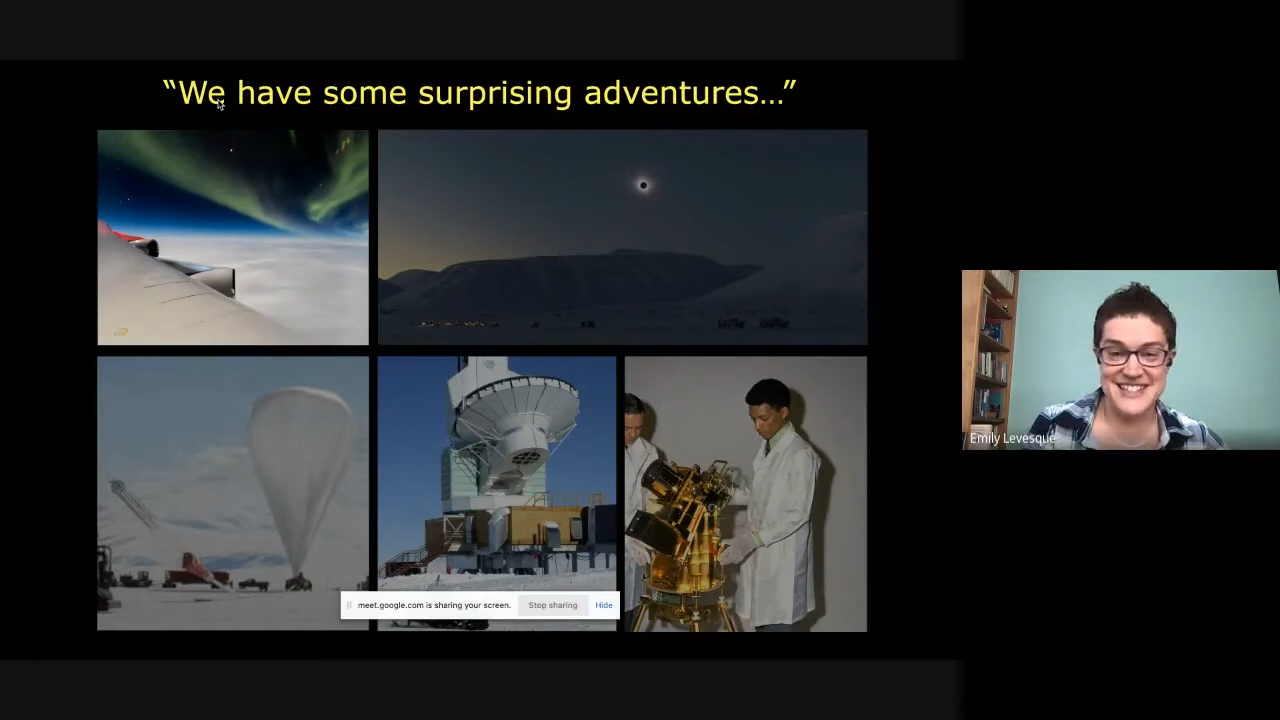 “We have some surprising adventures...”
Emily Levesque
meet.google.com is sharing your screen. Stop sharing Hide